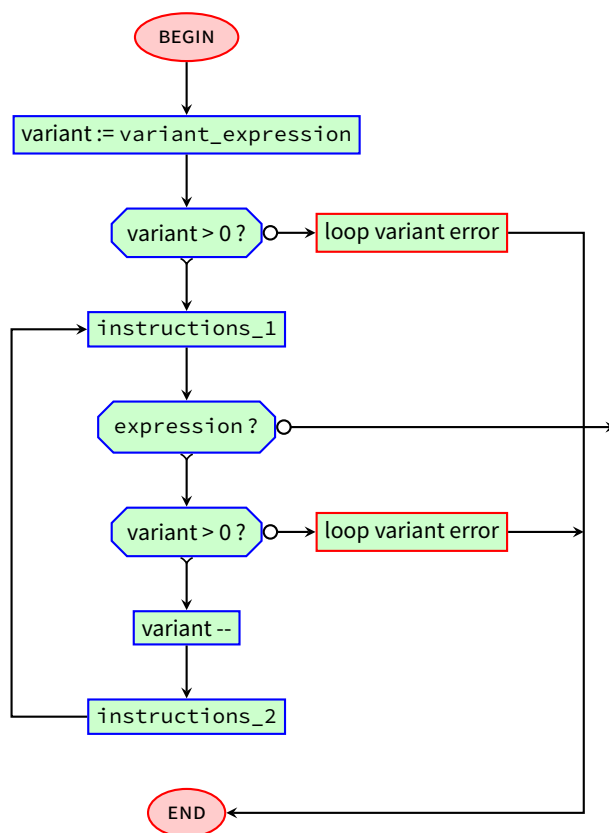 BEGIN
variant := variant_expression
variant > 0 ?
loop variant error
instructions_1
expression ?
variant > 0 ?
loop variant error
variant --
instructions_2
END